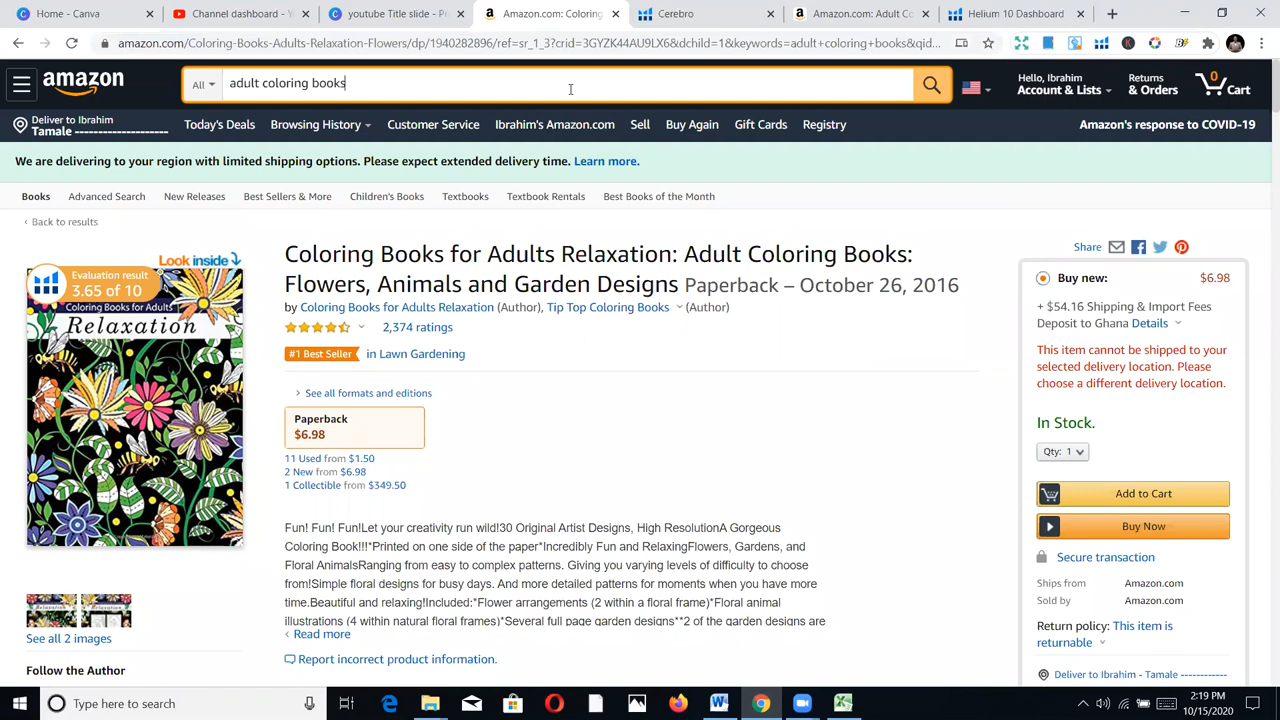 Home - Canva
Channel dashboard - Y
youtube Title slide - Pr
Amazon.com: Coloring
Cerebro
Amazon.com: Adult Co
Helium 10 Dashboard
amazon.com/Coloring-Books-Adults-Relaxation-Flowers/dp/1940282896/ref=sr_1_3?crid=3GYZK44AU9LX6&dchild=1&keywords=adult+coloring+books&qid...
amazon
All
adult coloring books
Hello, Ibrahim
Account & Lists
Returns
& Orders
0
Cart
Deliver to Ibrahim
Tamale --------------------
Today's Deals
Browsing History
Customer Service
Ibrahim's Amazon.com
Sell
Buy Again
Gift Cards
Registry
Amazon's response to COVID-19
We are delivering to your region with limited shipping options. Please expect extended delivery time. Learn more.
Books
Advanced Search
New Releases
Best Sellers & More
Children's Books
Textbooks
Textbook Rentals
Best Books of the Month
‹ Back to results
Look inside
Evaluation result
3.65 of 10
Coloring Books for Adults
Relaxation
See all 2 images
Follow the Author
Coloring Books for Adults Relaxation: Adult Coloring Books:
Flowers, Animals and Garden Designs Paperback – October 26, 2016
by Coloring Books for Adults Relaxation (Author), Tip Top Coloring Books (Author)
2,374 ratings
#1 Best Seller in Lawn Gardening
› See all formats and editions
Paperback
$6.98
11 Used from $1.50
2 New from $6.98
1 Collectible from $349.50
Fun! Fun! Fun!Let your creativity run wild!30 Original Artist Designs, High ResolutionA Gorgeous
Coloring Book!!!*Printed on one side of the paper*Incredibly Fun and RelaxingFlowers, Gardens, and
Floral AnimalsRanging from easy to complex patterns. Giving you varying levels of difficulty to choose
from!Simple floral designs for busy days. And more detailed patterns for moments when you have more
time.Beautiful and relaxing!Included:*Flower arrangements (2 within a floral frame)*Floral animal
illustrations (4 within natural floral frames)*Several full page garden designs**2 of the garden designs are
‹ Read more
Report incorrect product information.
Share
Buy new: $6.98
+ $54.16 Shipping & Import Fees
Deposit to Ghana Details
This item cannot be shipped to your
selected delivery location. Please
choose a different delivery location.
In Stock.
Qty: 1
Add to Cart
Buy Now
Secure transaction
Ships from Amazon.com
Sold by Amazon.com
Return policy: This item is
returnable
Deliver to Ibrahim - Tamale ------------
Type here to search
2:19 PM
10/15/2020